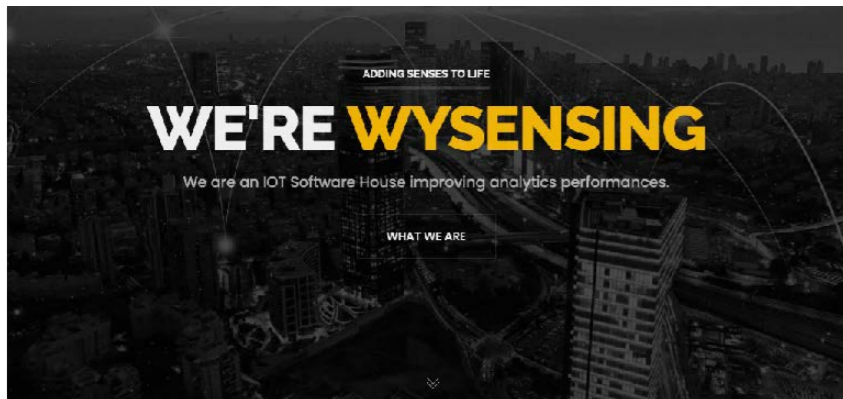 ADDING SENSES TO LIFE
WE'RE WYSENSING
We are an IOT Software House improving analytics performances.
WHAT WE ARE